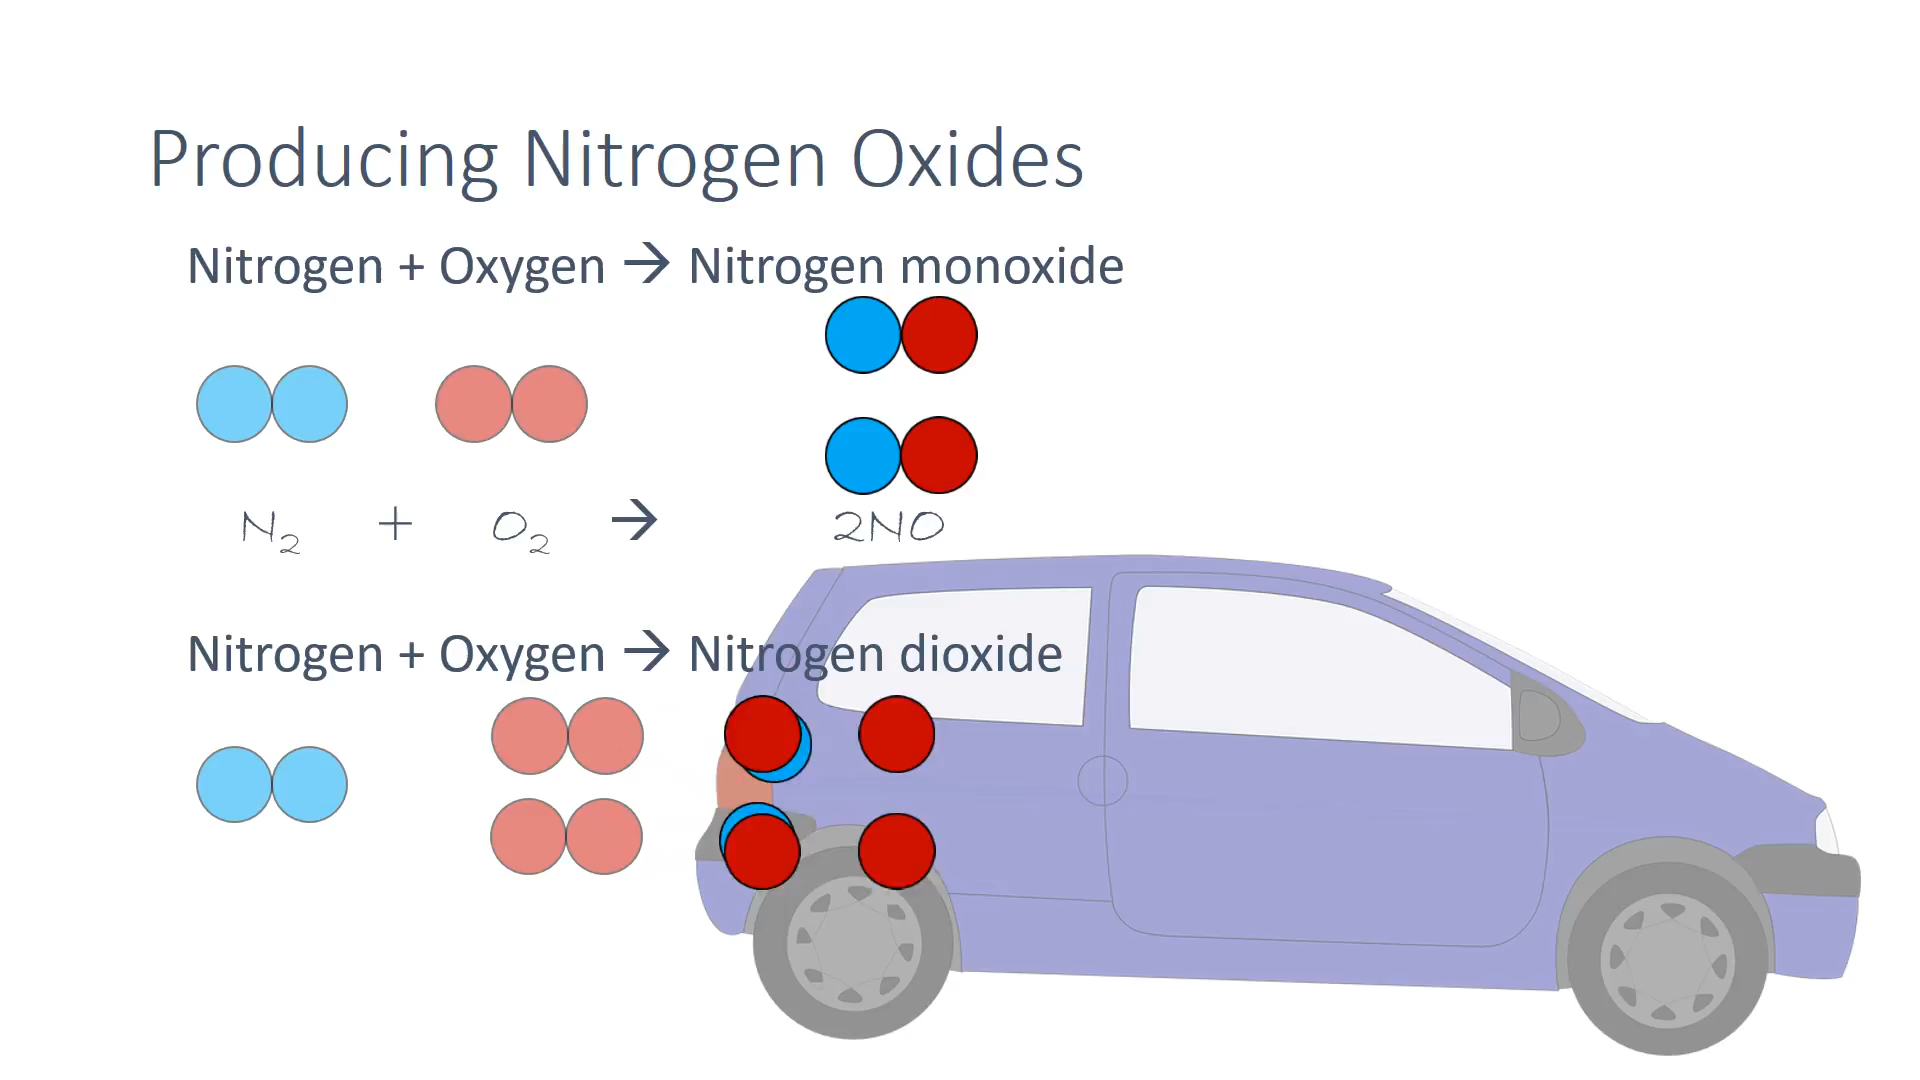 Producing Nitrogen Oxides
Nitrogen + Oxygen → Nitrogen monoxide
N₂ + O₂ → 2NO
Nitrogen + Oxygen → Nitrogen dioxide